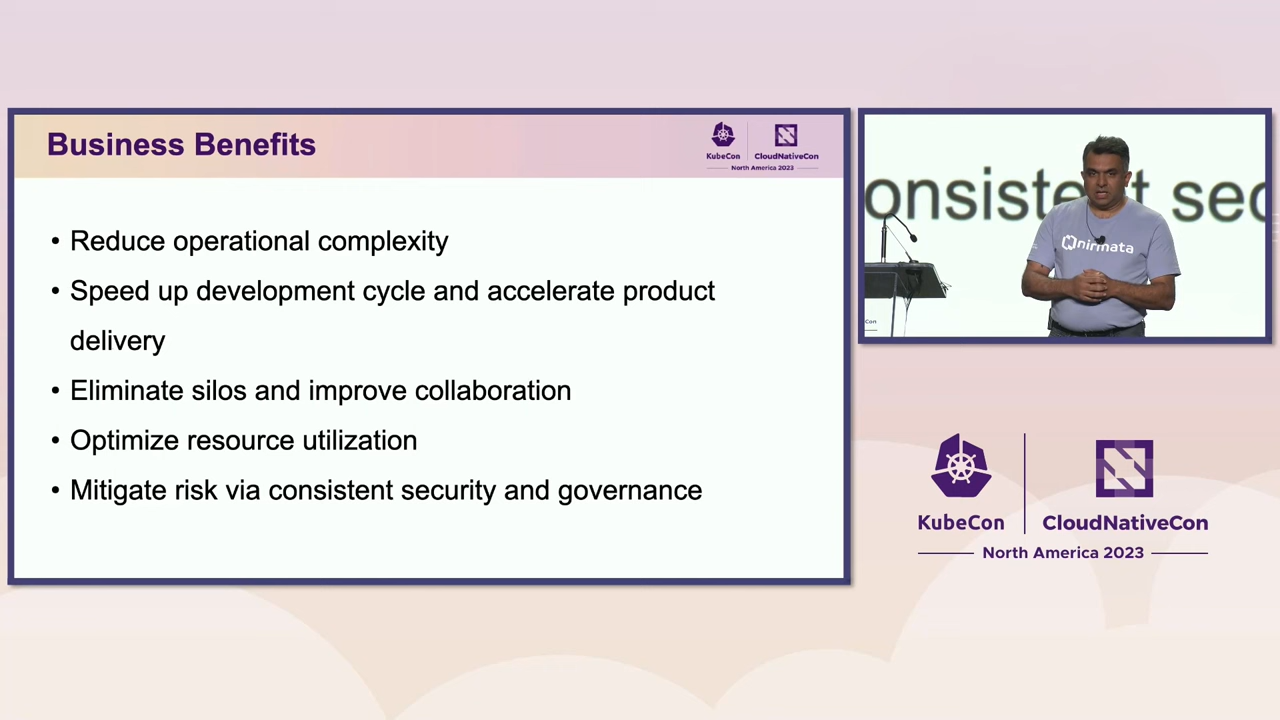 Business Benefits
KubeCon
CloudNativeCon
North America 2023
• Reduce operational complexity
• Speed up development cycle and accelerate product
delivery
• Eliminate silos and improve collaboration
• Optimize resource utilization
• Mitigate risk via consistent security and governance
onsistent sec
nirmata
Con
KubeCon
CloudNativeCon
North America 2023